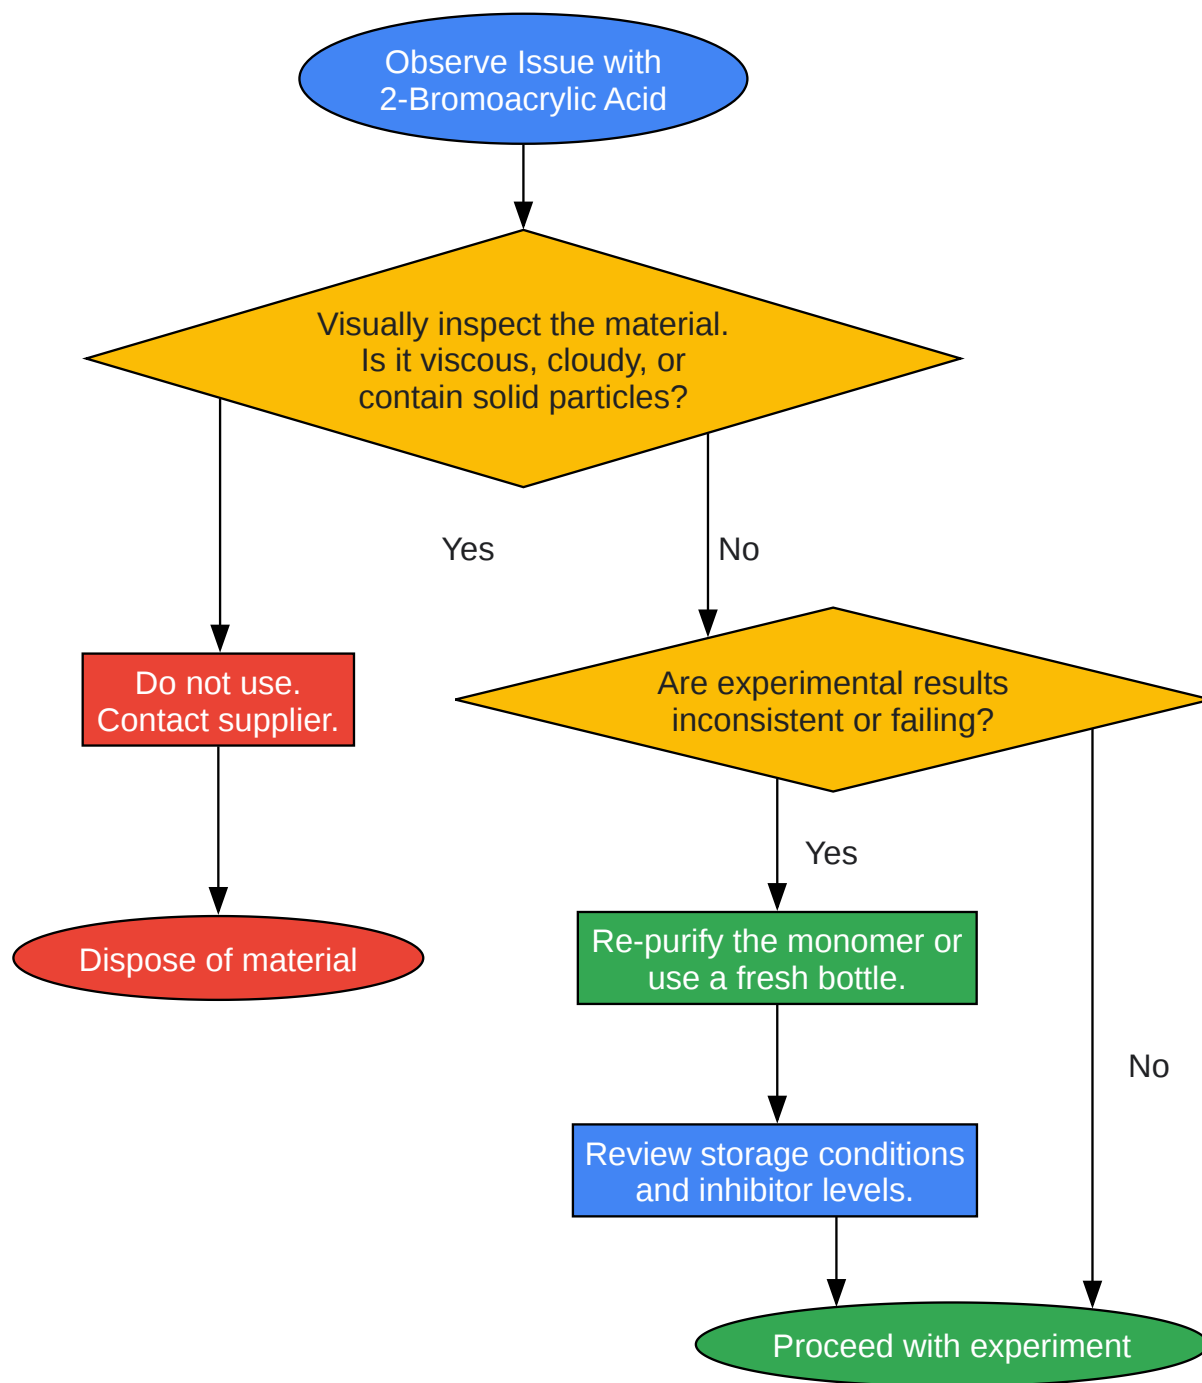 Observe Issue with
2-Bromoacrylic Acid
Visually inspect the material.
Is it viscous, cloudy, or
contain solid particles?
Yes
No
Do not use.
Contact supplier.
Are experimental results
inconsistent or failing?
Yes
Dispose of material
Re-purify the monomer or
use a fresh bottle.
No
Review storage conditions
and inhibitor levels.
Proceed with experiment